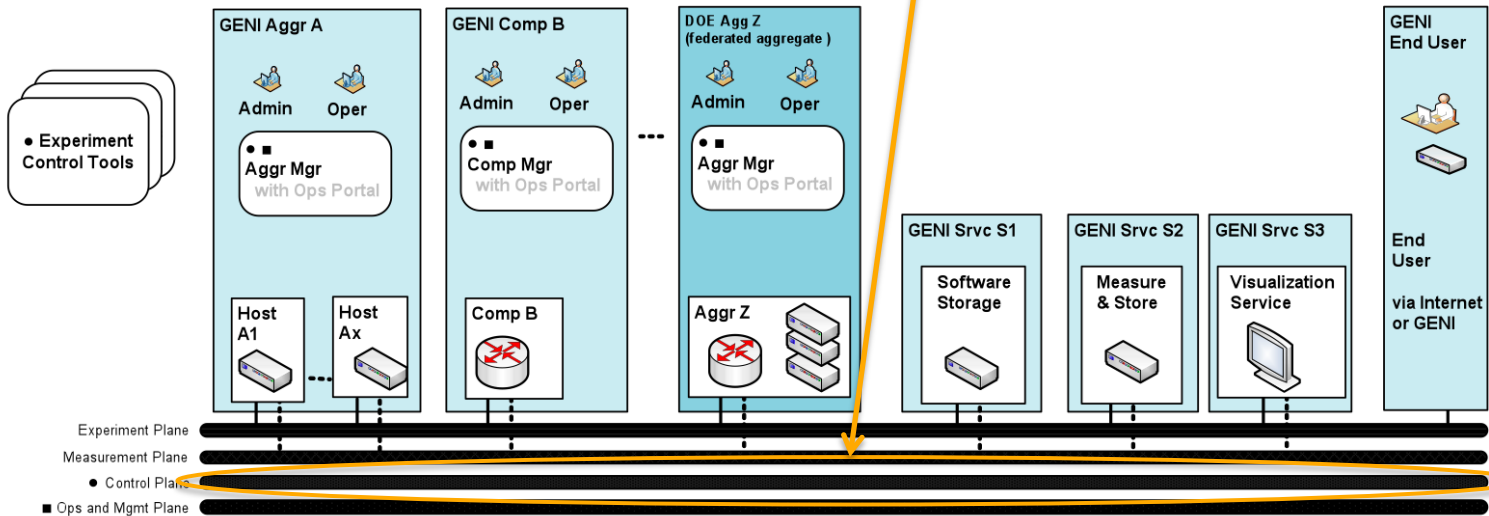 ● Experiment
Control Tools
GENI Aggr A
Admin
Oper
● ■
Aggr Mgr
with Ops Portal
Host
A1
Host
Ax
GENI Comp B
Admin
Oper
● ■
Comp Mgr
with Ops Portal
Comp B
DOE Agg Z
(federated aggregate )
Admin
Oper
● ■
Aggr Mgr
with Ops Portal
Aggr Z
GENI Srvc S1
Software
Storage
GENI Srvc S2
Measure
& Store
GENI Srvc S3
Visualization
Service
GENI
End User
End
User
via Internet
or GENI
Experiment Plane
Measurement Plane
● Control Plane
■ Ops and Mgmt Plane